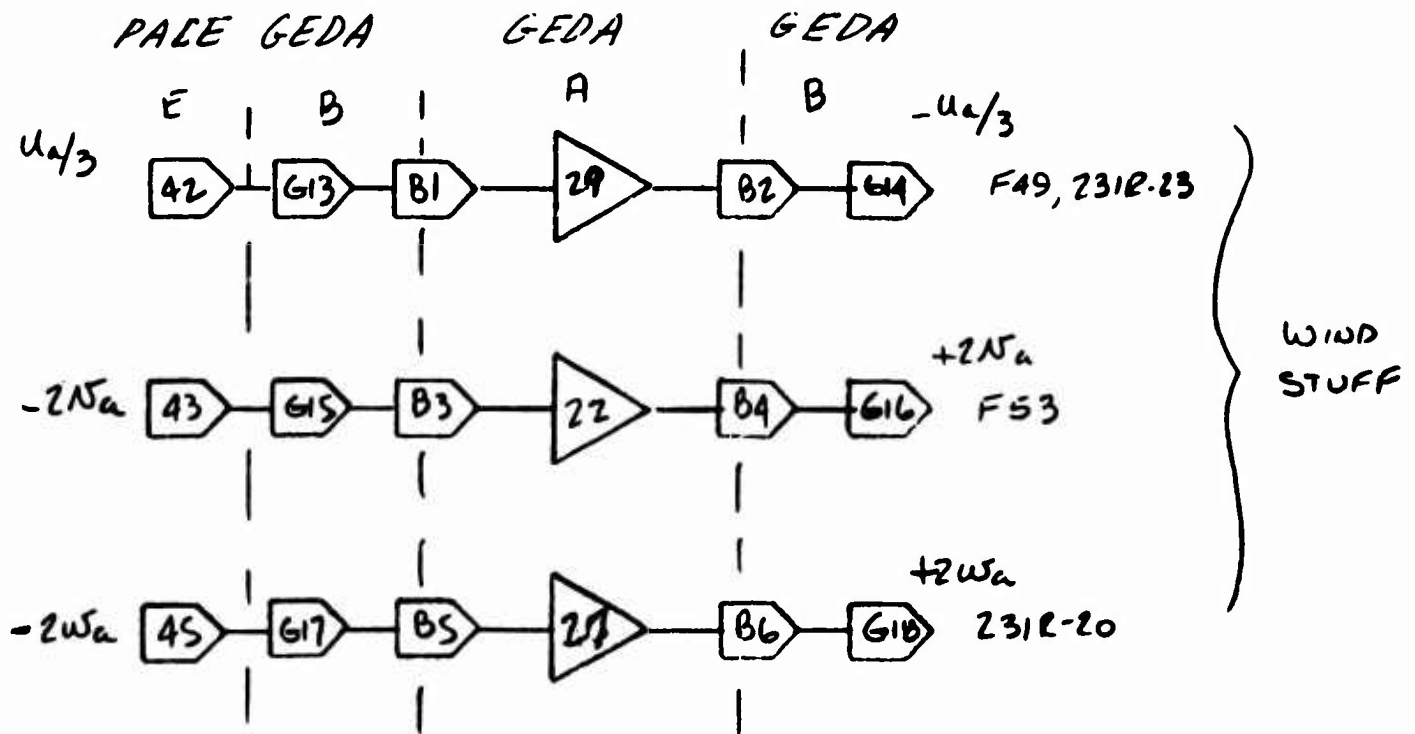 PACE GEDA GEDA GEDA
E B A B
Ua/3 42 G13 B1 29 B2 G14 -Ua/3 F49, 231R-23
-2Va 43 G15 B3 22 B4 G16 +2Va F53
WIND
STUFF
-2Wa 45 G17 B5 27 B6 G18 +2Wa 231R-20